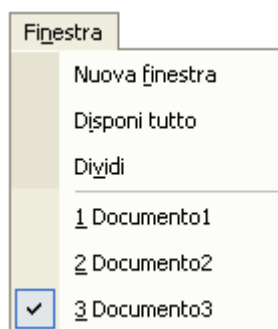 Finestra
Nuova finestra
Disponi tutto
Dividi
1 Documento1
2 Documento2
3 Documento3